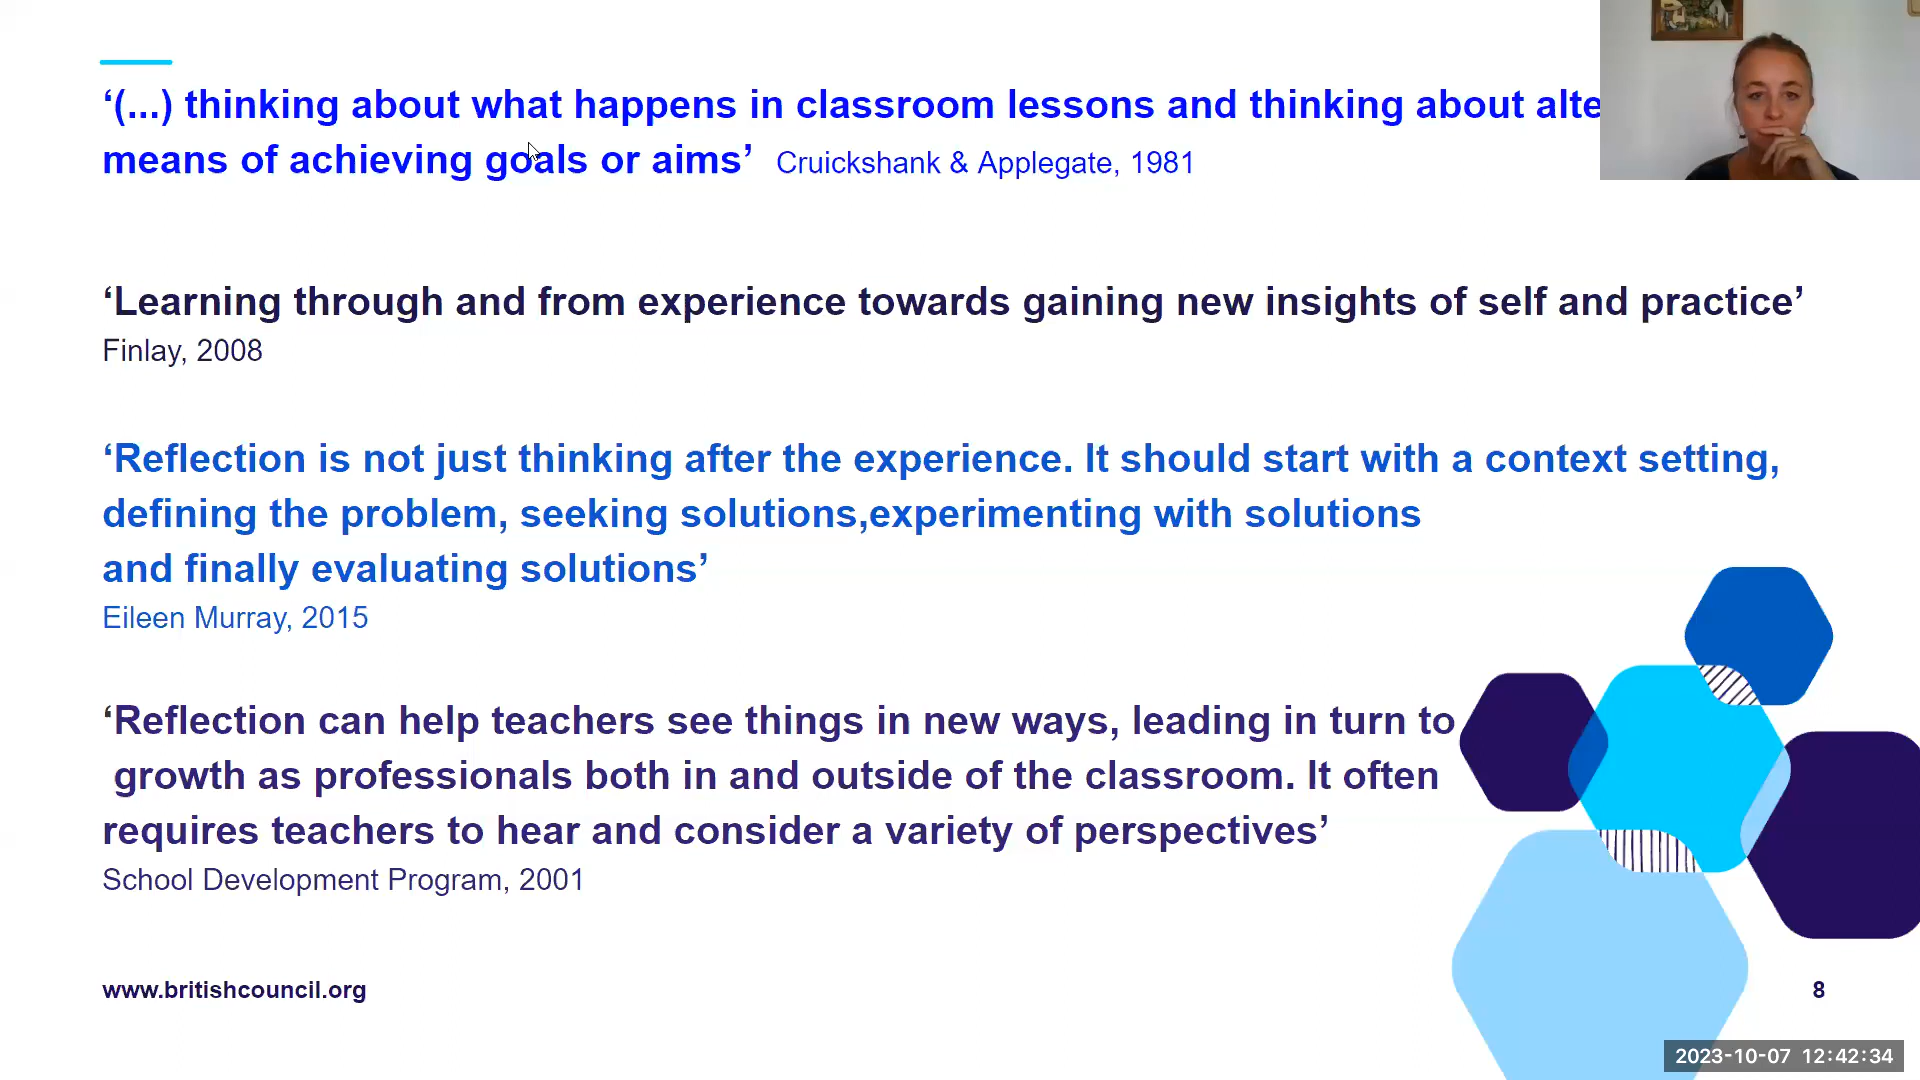 ‘(...) thinking about what happens in classroom lessons and thinking about
means of achieving goals or aims’ Cruickshank & Applegate, 1981
‘Learning through and from experience towards gaining new insights of self and practice’
Finlay, 2008
‘Reflection is not just thinking after the experience. It should start with a context setting,
defining the problem, seeking solutions,experimenting with solutions
and finally evaluating solutions’
Eileen Murray, 2015
‘Reflection can help teachers see things in new ways, leading in turn to
growth as professionals both in and outside of the classroom. It often
requires teachers to hear and consider a variety of perspectives’
School Development Program, 2001
www.britishcouncil.org
8
2023-10-07 12:42:34